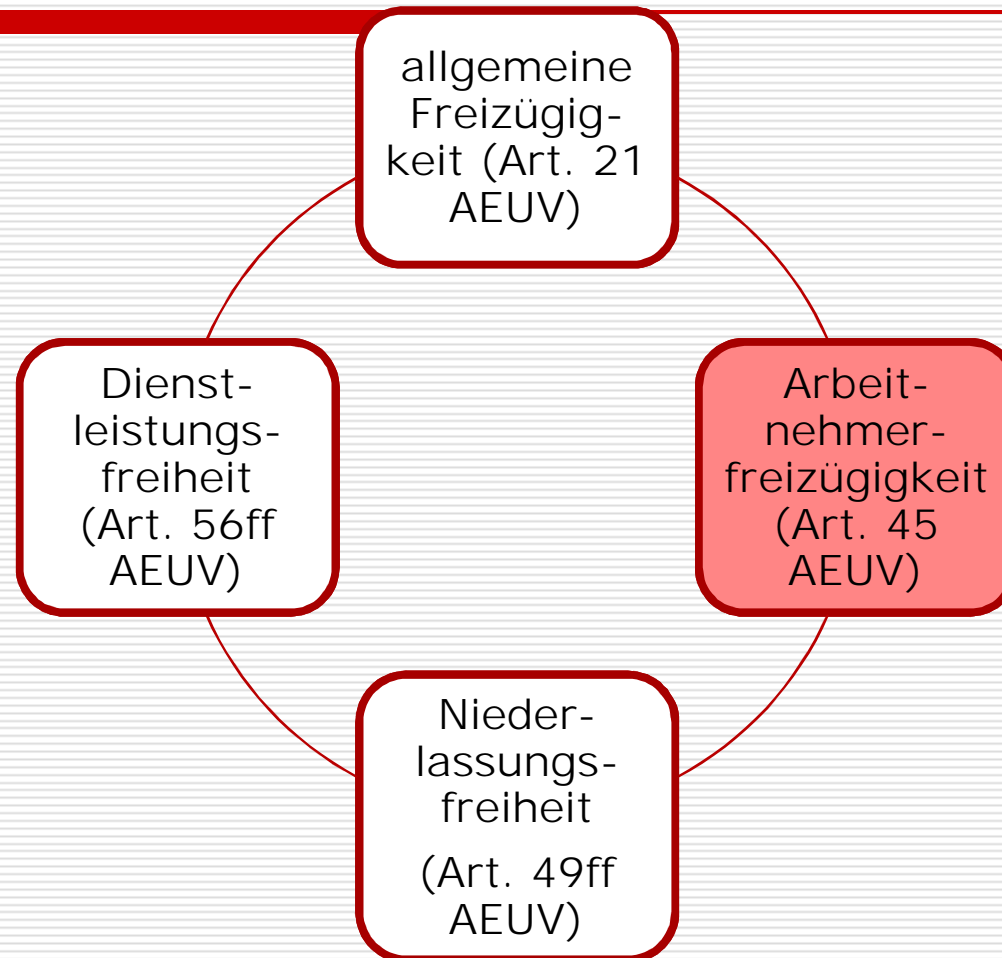 allgemeine
Freizügig-
keit (Art. 21
AEUV)
Dienst-
leistungs-
freiheit
(Art. 56ff
AEUV)
Arbeit-
nehmer-
freizügigkeit
(Art. 45
AEUV)
Nieder-
lassungs-
freiheit
(Art. 49ff
AEUV)